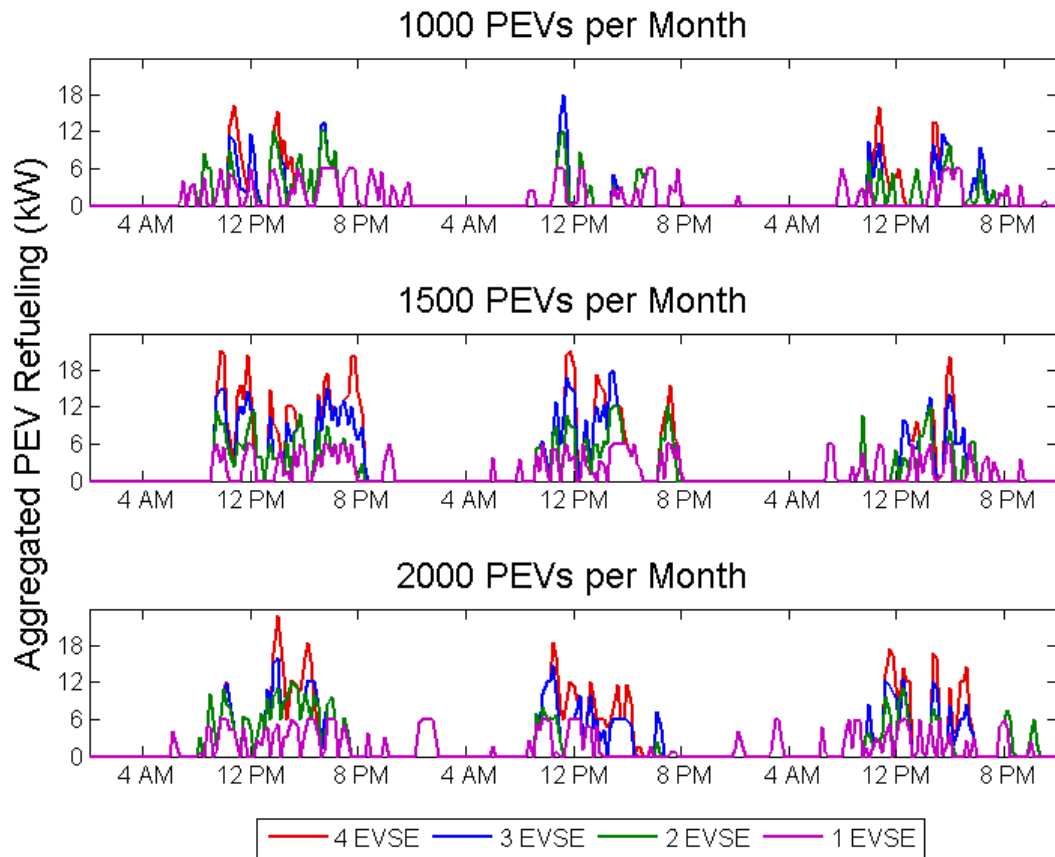 1000 PEVs per Month
18
12
6
0
4 AM 12 PM 8 PM 4 AM 12 PM 8 PM 4 AM 12 PM 8 PM
1500 PEVs per Month
18
12
6
0
4 AM 12 PM 8 PM 4 AM 12 PM 8 PM 4 AM 12 PM 8 PM
2000 PEVs per Month
18
12
6
0
4 AM 12 PM 8 PM 4 AM 12 PM 8 PM 4 AM 12 PM 8 PM
Aggregated PEV Refueling (kW)
4 EVSE 3 EVSE 2 EVSE 1 EVSE